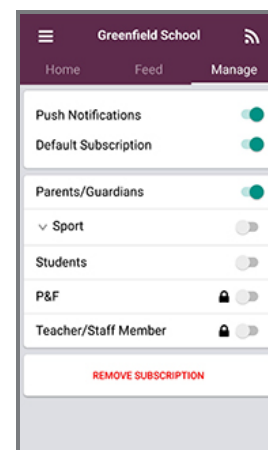 Greenfield School
Home Feed Manage
Push Notifications
Default Subscription
Parents/Guardians
Sport
Students
P&F
Teacher/Staff Member
REMOVE SUBSCRIPTION